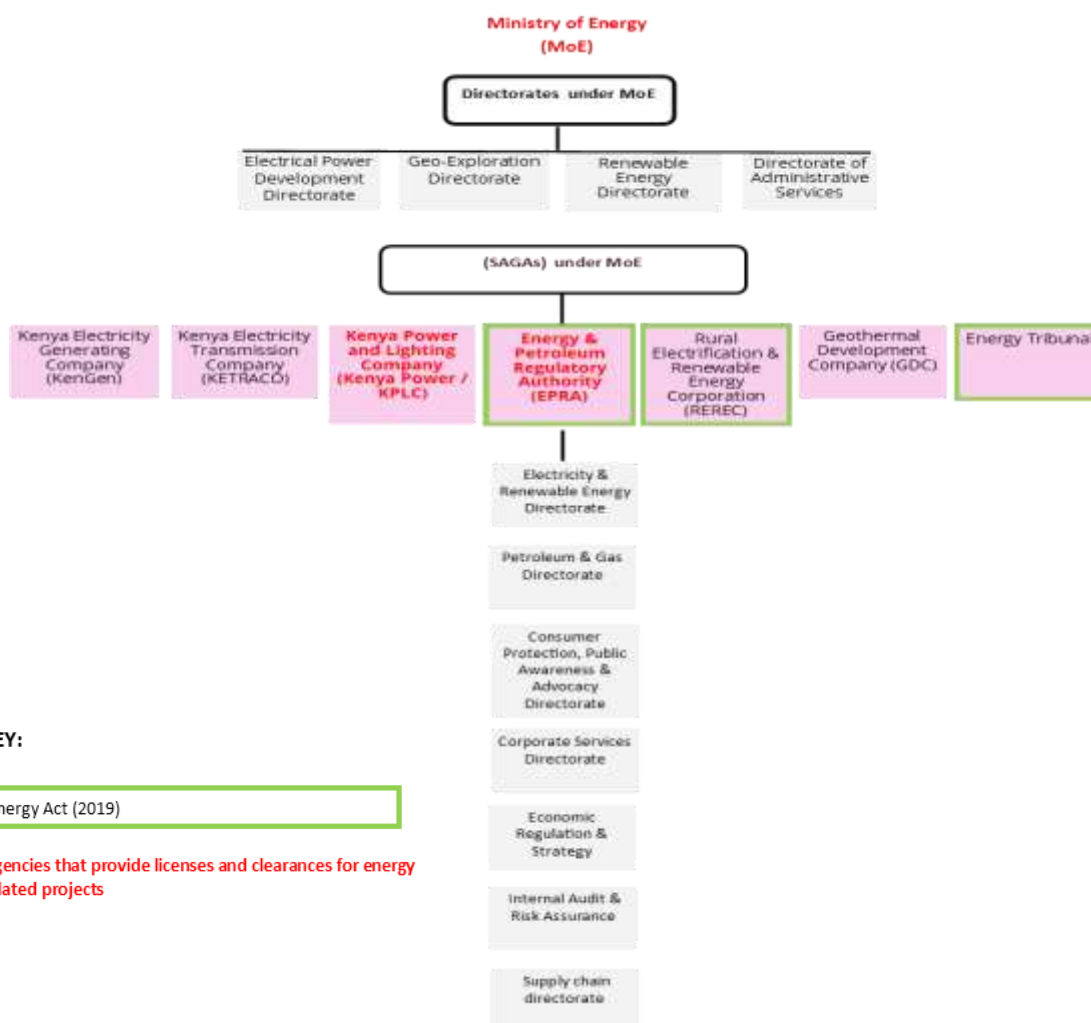 Ministry of Energy
(MoE)
Directorates under MoE
Electrical Power
Development
Directorate
Geo-Exploration
Directorate
Renewable
Energy
Directorate
Directorate of
Administrative
Services
(SAGAs) under MoE
Kenya Electricity
Generating
Company
(KenGen)
Kenya Electricity
Transmission
Company
(KETRACO)
Kenya Power
and Lighting
Company
(Kenya Power /
KPLC)
Energy &
Petroleum
Regulatory
Authority
(EPRA)
Rural
Electrification &
Renewable
Energy
Corporation
(REREC)
Geothermal
Development
Company (GDC)
Energy Tribunal
Electricity &
Renewable Energy
Directorate
Petroleum & Gas
Directorate
Consumer
Protection, Public
Awareness &
Advocacy
Directorate
Corporate Services
Directorate
Economic
Regulation &
Strategy
Internal Audit &
Risk Assurance
Supply chain
directorate
EY:
nergy Act (2019)
gencies that provide licenses and clearances for energy
lated projects